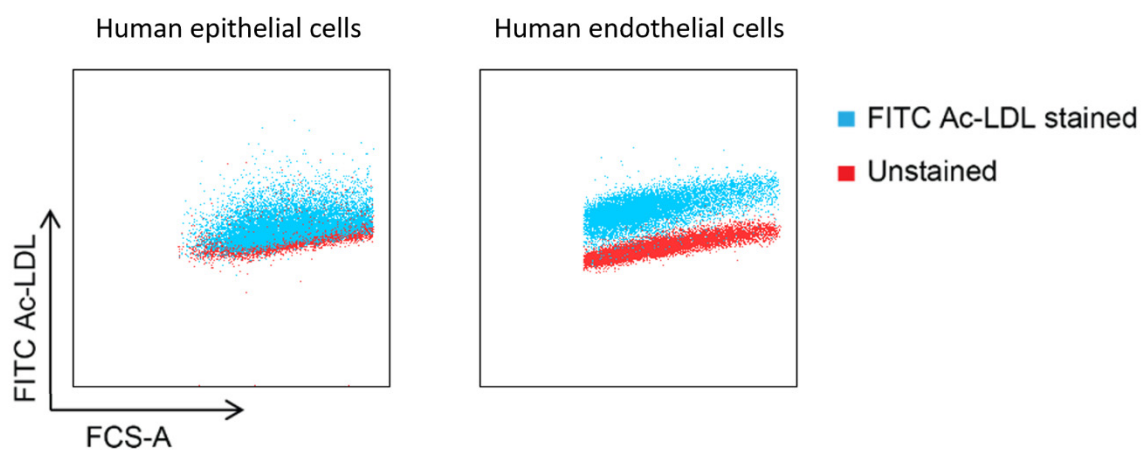 Human epithelial cells
Human endothelial cells
FITC Ac-LDL stained
Unstained
FITC Ac-LDL
FCS-A